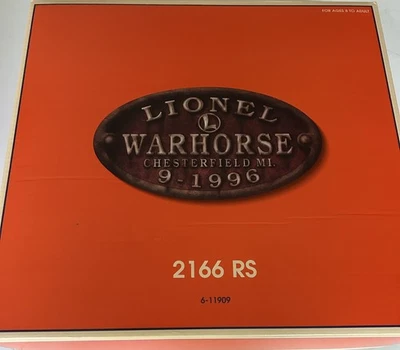 FOR AGES 8 TO ADULT
LIONEL
L
WARHORSE
CHESTERFIELD MI.
9-1996
2166 RS
6-11909